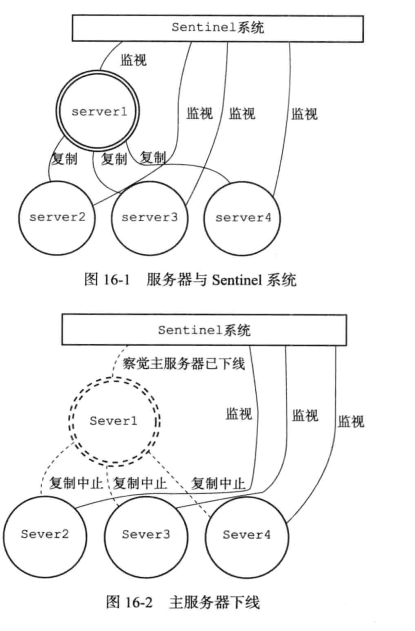 Sentinel系统
监视
server1
监视 监视 监视
复制 复制 复制
server2 server3 server4
图 16-1 服务器与 Sentinel 系统
Sentinel系统
察觉主服务器已下线
Sever1
监视 监视 监视
复制中止 复制中止 复制中止
Sever2 Sever3 Sever4
图 16-2 主服务器下线